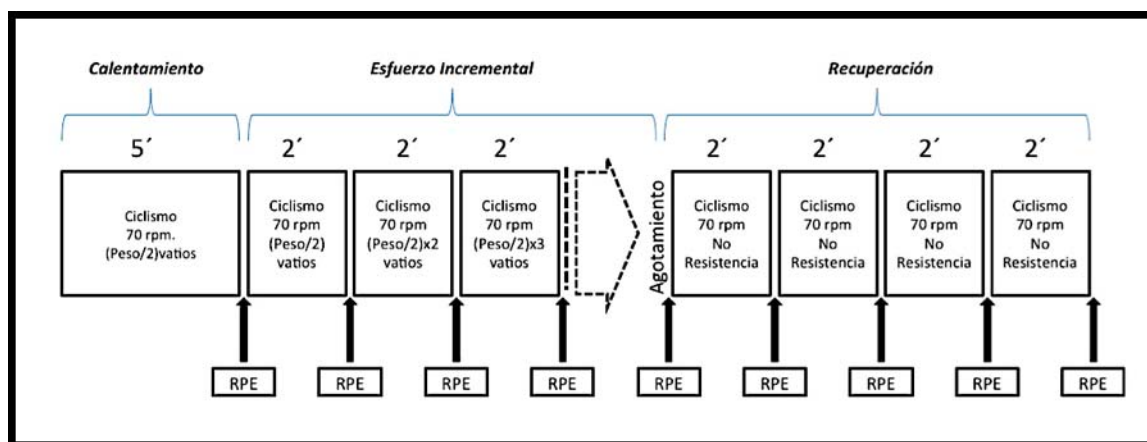 Calentamiento
Esfuerzo Incremental
Recuperación
5´
2´
2´
2´
2´
2´
2´
2´
Ciclismo
70 rpm.
(Peso/2)vatios
Ciclismo
70 rpm
(Peso/2)
vatios
Ciclismo
70 rpm
(Peso/2)x2
vatios
Ciclismo
70 rpm
(Peso/2)x3
vatios
Agotamiento
Ciclismo
70 rpm
No
Resistencia
Ciclismo
70 rpm
No
Resistencia
Ciclismo
70 rpm
No
Resistencia
Ciclismo
70 rpm
No
Resistencia
RPE
RPE
RPE
RPE
RPE
RPE
RPE
RPE
RPE